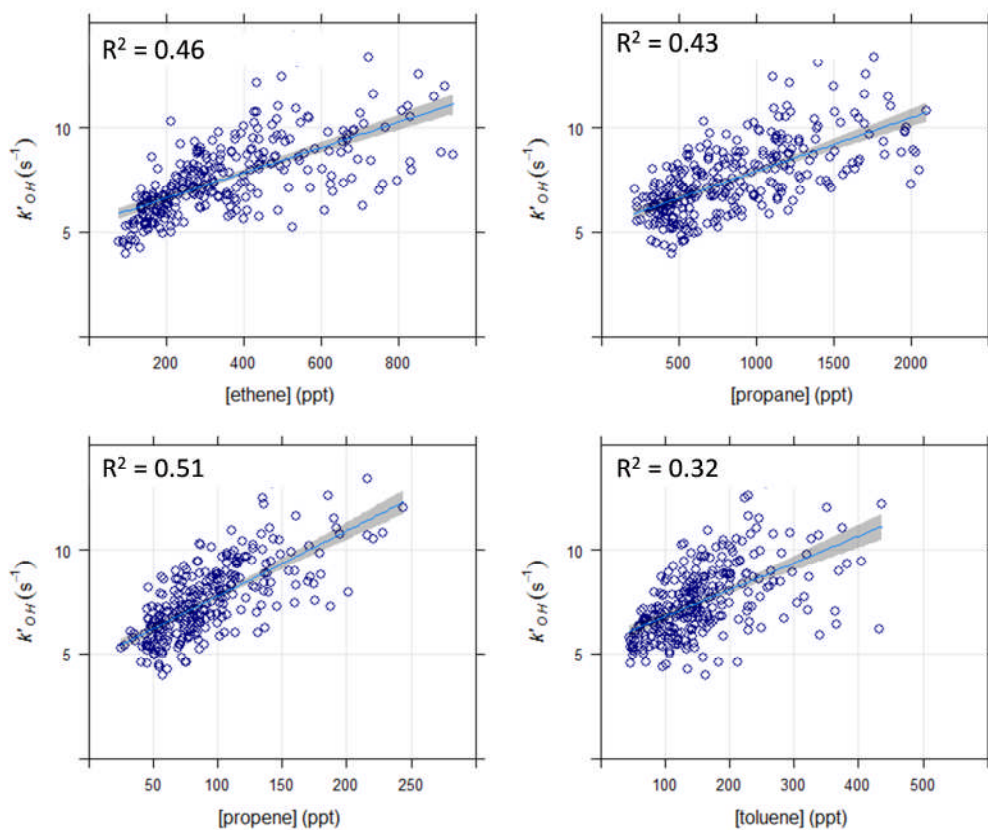 R² = 0.46
k'OH (s⁻¹)
10
5
200 400 600 800
[ethene] (ppt)
R² = 0.43
k'OH (s⁻¹)
10
5
500 1000 1500 2000
[propane] (ppt)
R² = 0.51
k'OH (s⁻¹)
10
5
50 100 150 200 250
[propene] (ppt)
R² = 0.32
k'OH (s⁻¹)
10
5
100 200 300 400 500
[toluene] (ppt)